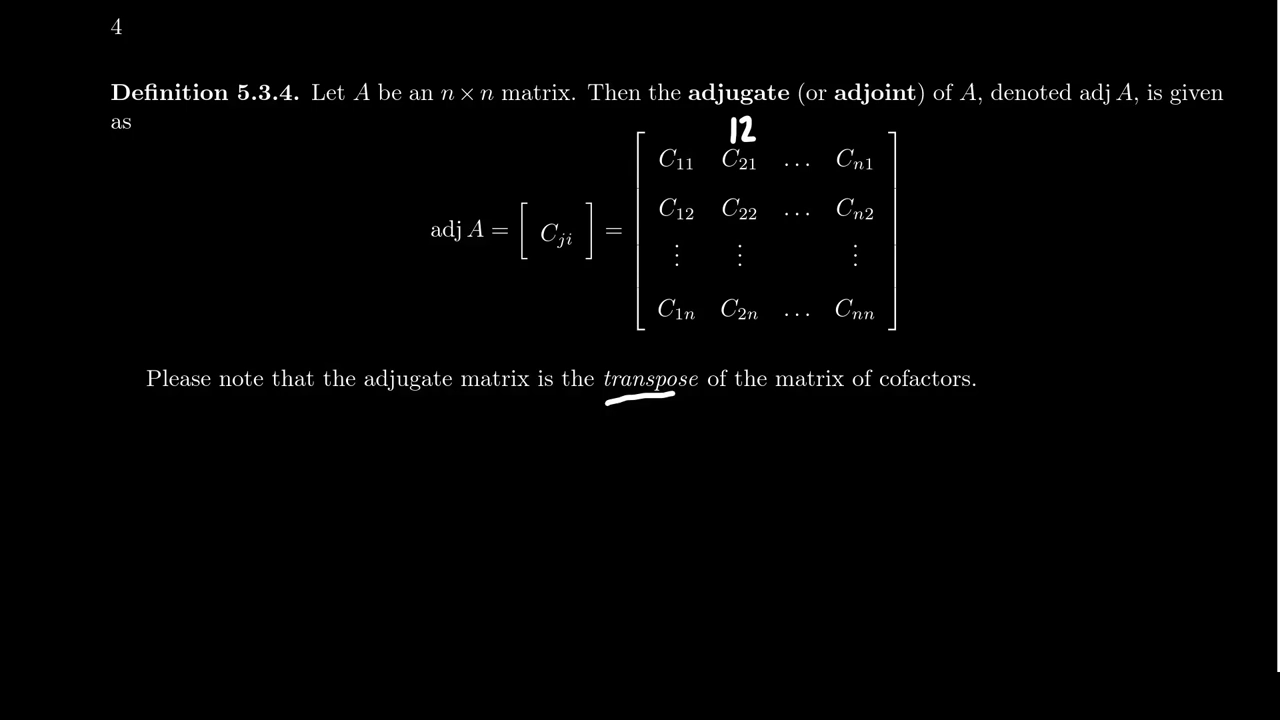 4
Definition 5.3.4. Let A be an n × n matrix. Then the adjugate (or adjoint) of A, denoted adj A, is given
as
12
C₁₁ C₂₁ … Cₙ₁
C₁₂ C₂₂ … Cₙ₂
adj A = [ Cⱼᵢ ] =
⋮ ⋮ ⋮
C₁ₙ C₂ₙ … Cₙₙ
Please note that the adjugate matrix is the transpose of the matrix of cofactors.